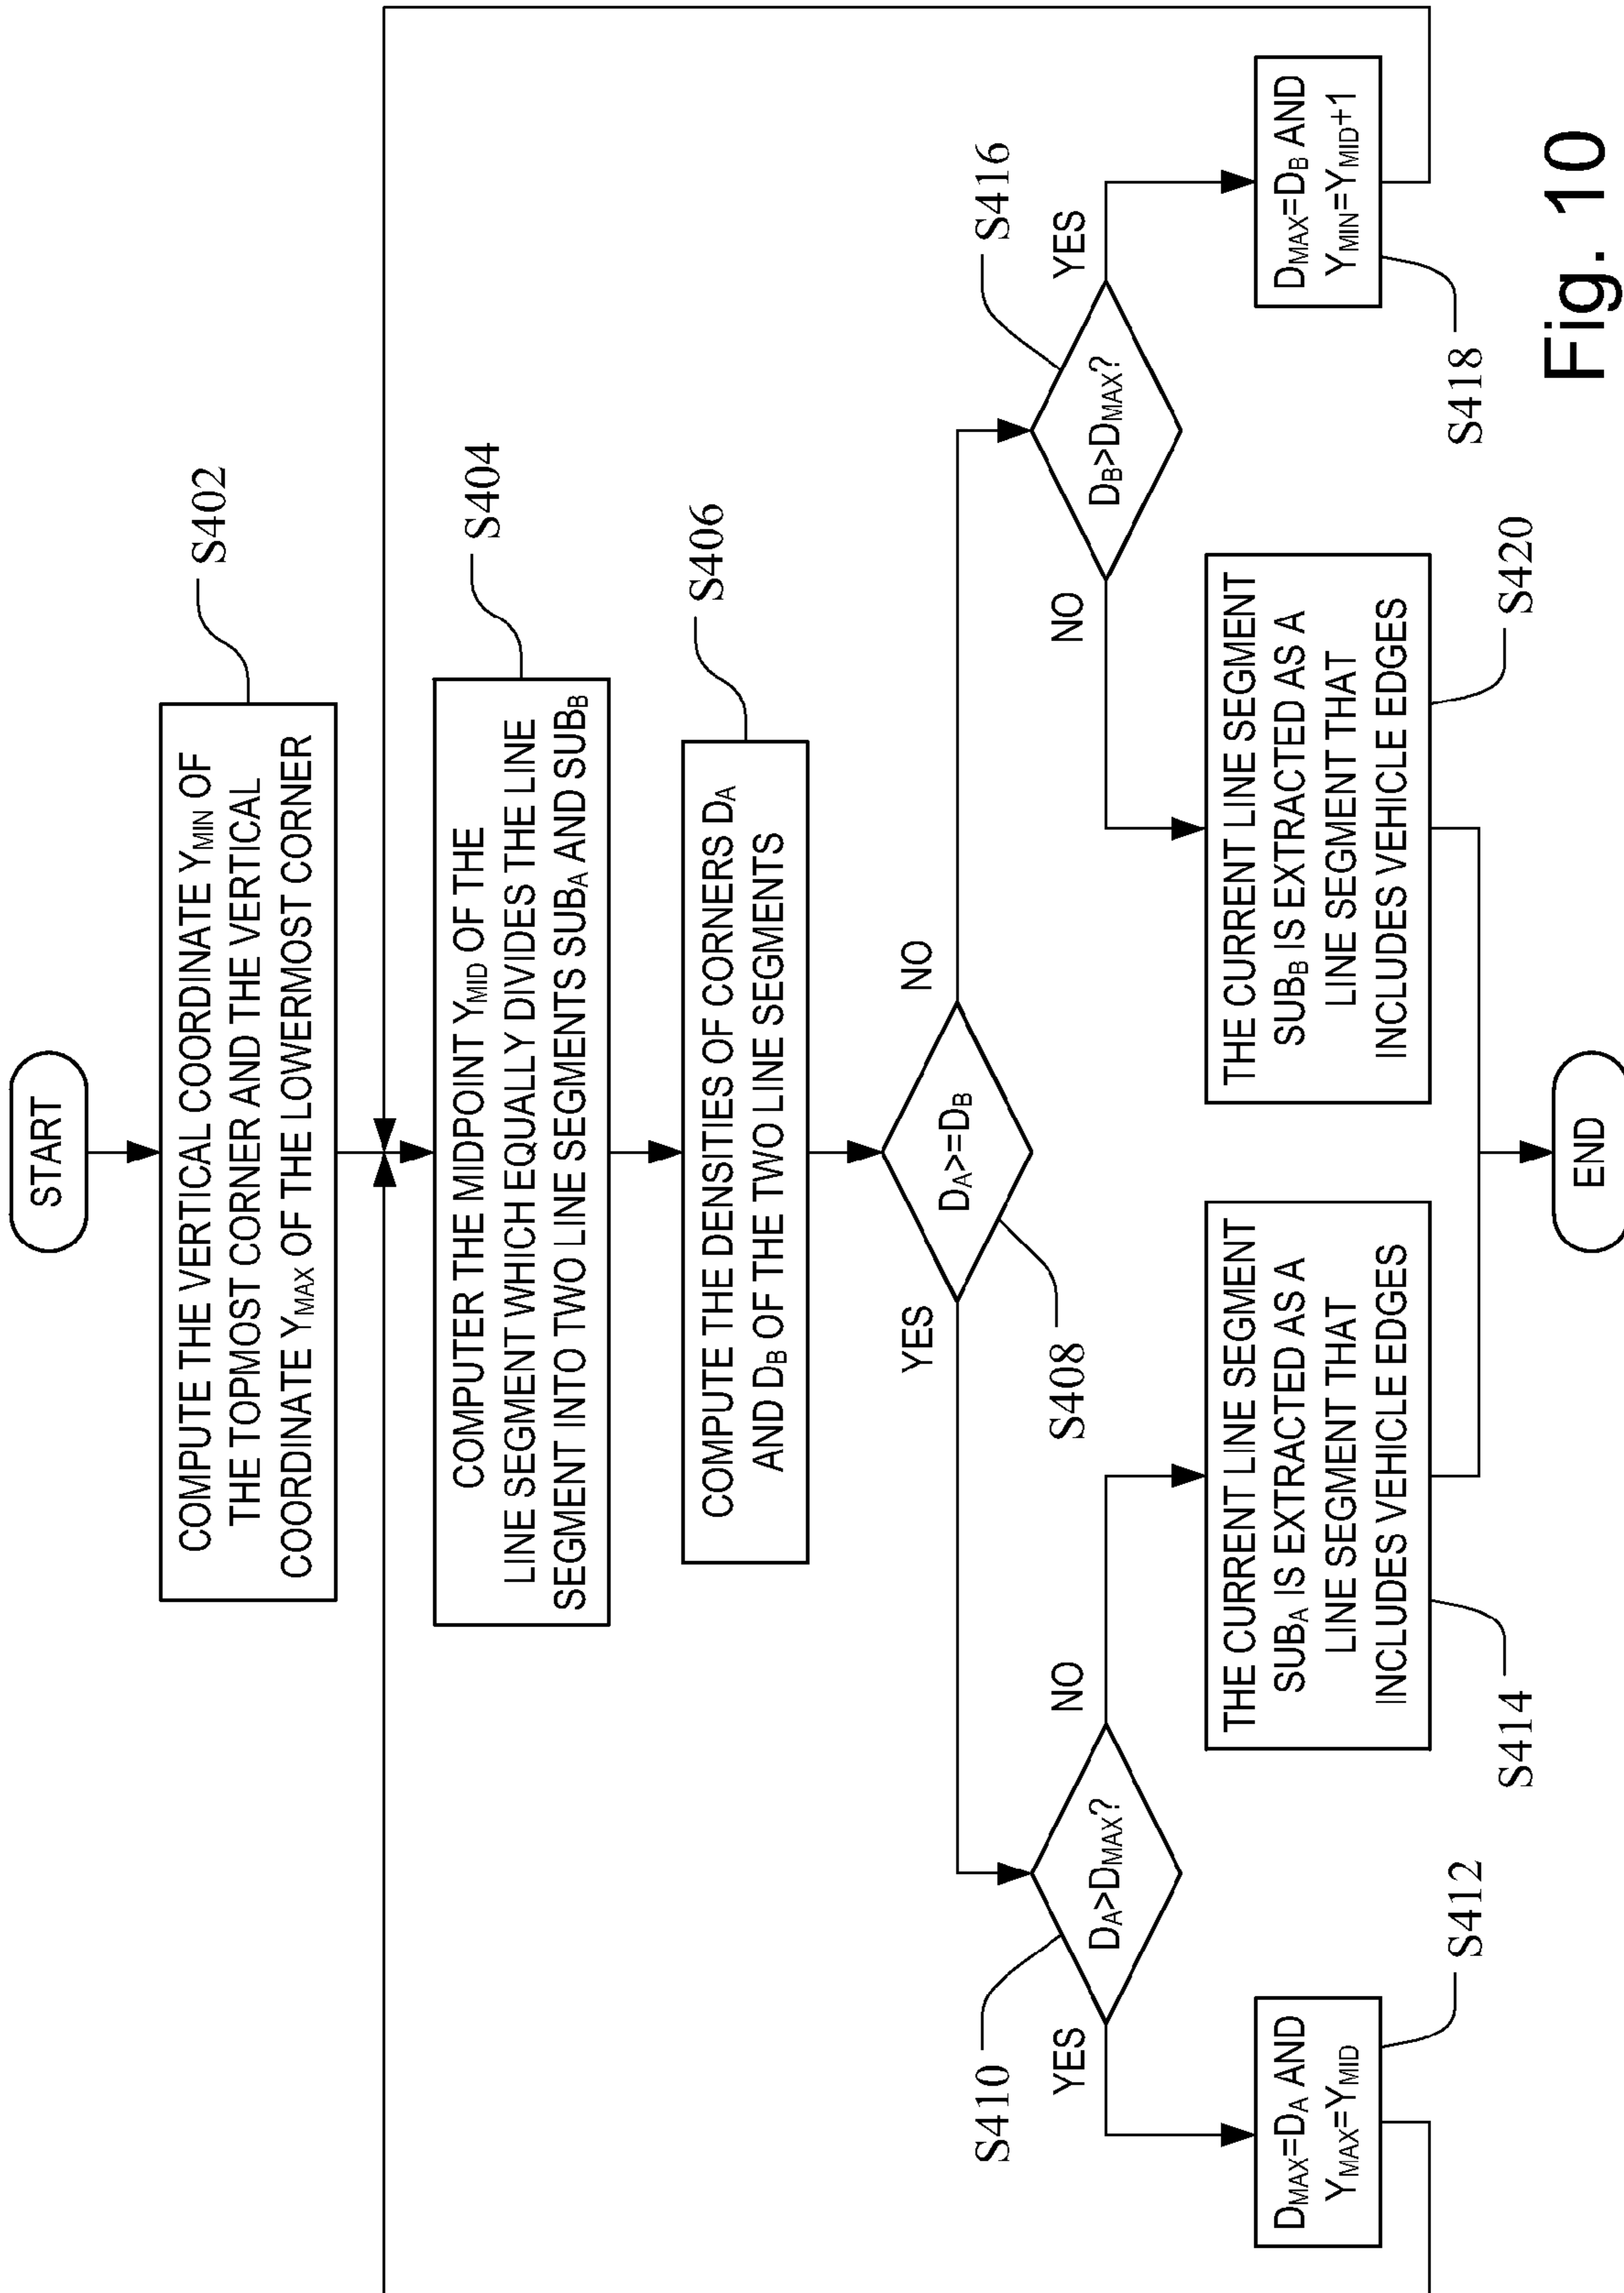 START
COMPUTE THE VERTICAL COORDINATE YMIN OF
THE TOPMOST CORNER AND THE VERTICAL
COORDINATE YMAX OF THE LOWERMOST CORNER
S402
COMPUTER THE MIDPOINT YMID OF THE
LINE SEGMENT WHICH EQUALLY DIVIDES THE LINE
SEGMENT INTO TWO LINE SEGMENTS SUBA AND SUBB
S404
COMPUTE THE DENSITIES OF CORNERS DA
AND DB OF THE TWO LINE SEGMENTS
S406
DA>=DB
YES
NO
S408
S410
DA>DMAX?
YES
NO
DB>DMAX?
S416
NO
YES
DMAX=DA AND
YMAX=YMID
S412
THE CURRENT LINE SEGMENT
SUBA IS EXTRACTED AS A
LINE SEGMENT THAT
INCLUDES VEHICLE EDGES
S414
THE CURRENT LINE SEGMENT
SUBB IS EXTRACTED AS A
LINE SEGMENT THAT
INCLUDES VEHICLE EDGES
S420
DMAX=DB AND
YMIN=YMID+1
S418
END
Fig. 10